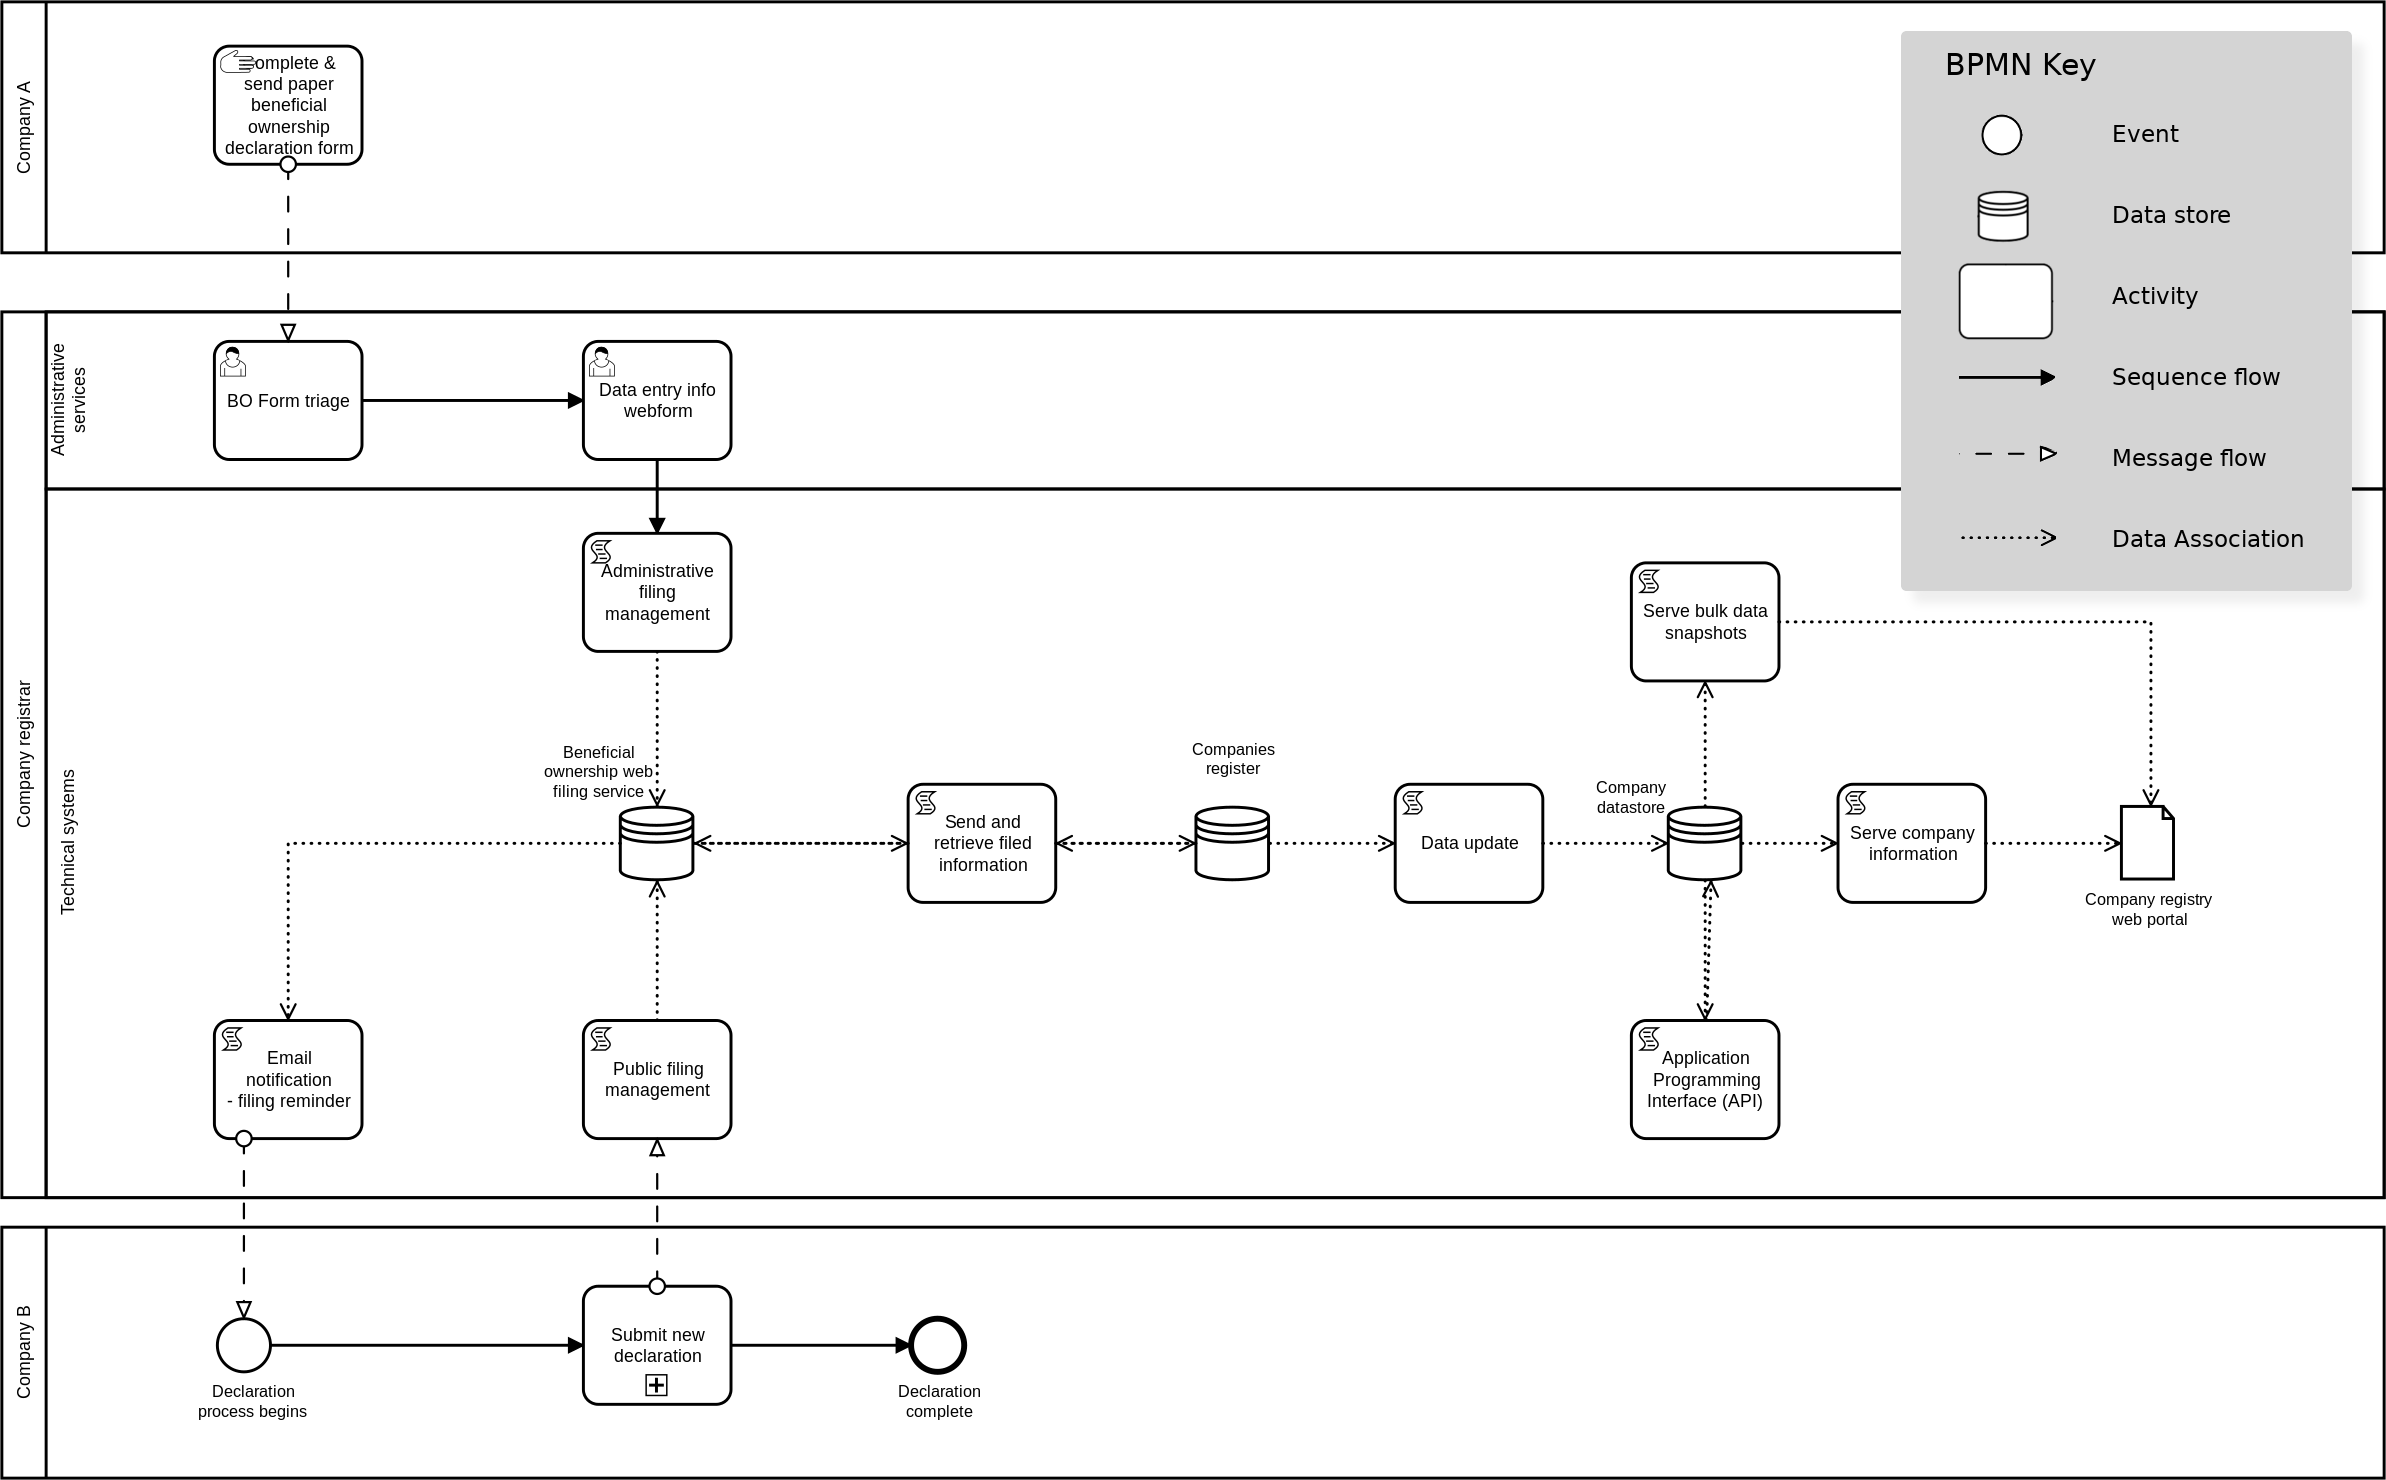 Company A
omplete &
send paper
beneficial
ownership
declaration form
BPMN Key
Event
Data store
Activity
Sequence flow
Message flow
Data Association
Company registrar
Administrative
services
BO Form triage
Data entry info
webform
Technical systems
Administrative
filing
management
Serve bulk data
snapshots
Beneficial
ownership web
filing service
Send and
retrieve filed
information
Companies
register
Data update
Company
datastore
Serve company
information
Company registry
web portal
Email
notification
- filing reminder
Public filing
management
Application
Programming
Interface (API)
Company B
Declaration
process begins
Submit new
declaration
Declaration
complete